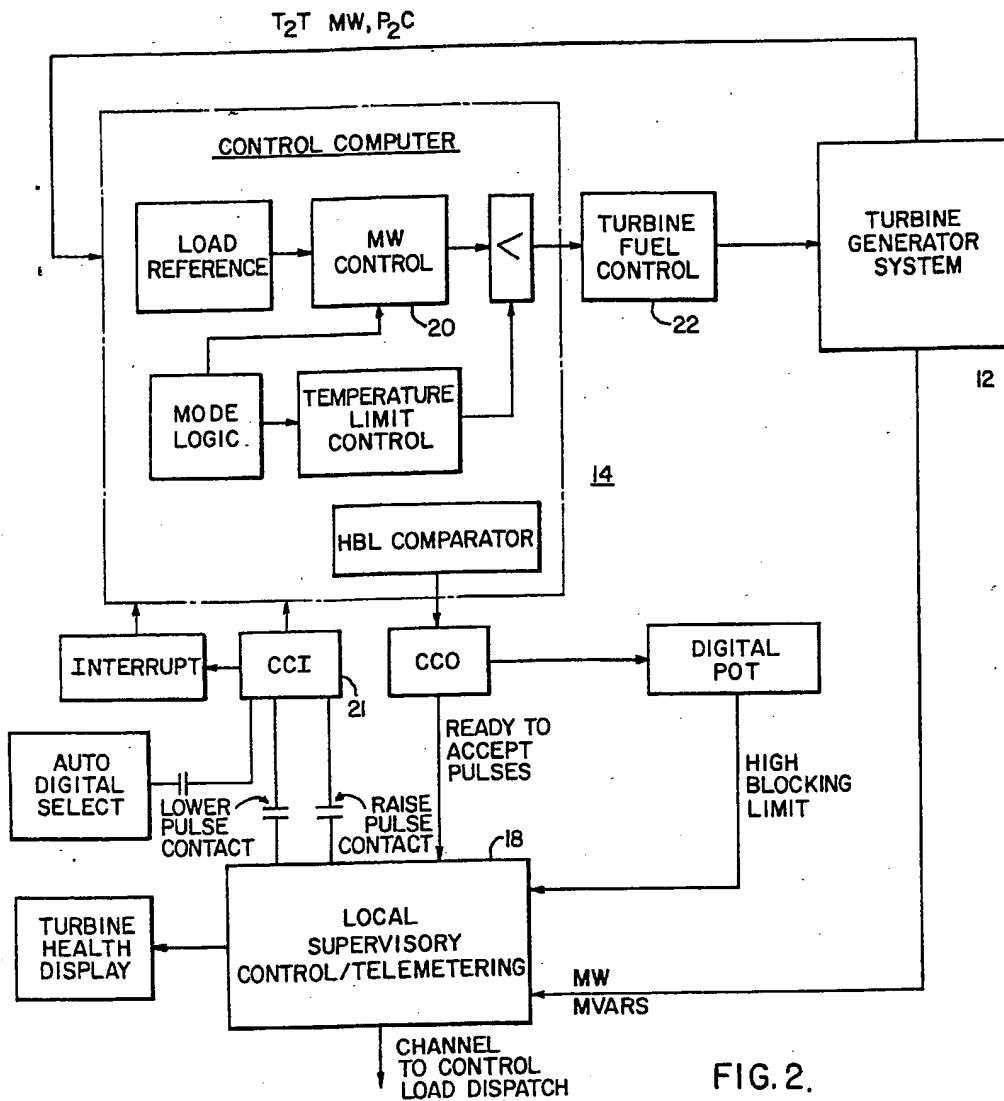 T2T MW, P2C
CONTROL COMPUTER
LOAD
REFERENCE
MW
CONTROL
20
<
TURBINE
FUEL
CONTROL
22
TURBINE
GENERATOR
SYSTEM
12
MODE
LOGIC
TEMPERATURE
LIMIT
CONTROL
14
HBL COMPARATOR
INTERRUPT
CCI
21
CCO
DIGITAL
POT
AUTO
DIGITAL
SELECT
LOWER
PULSE
CONTACT
RAISE
PULSE
CONTACT
READY TO
ACCEPT
PULSES
HIGH
BLOCKING
LIMIT
18
TURBINE
HEALTH
DISPLAY
LOCAL
SUPERVISORY
CONTROL/TELEMETERING
MW
MVARS
CHANNEL
TO CONTROL
LOAD DISPATCH
FIG. 2.